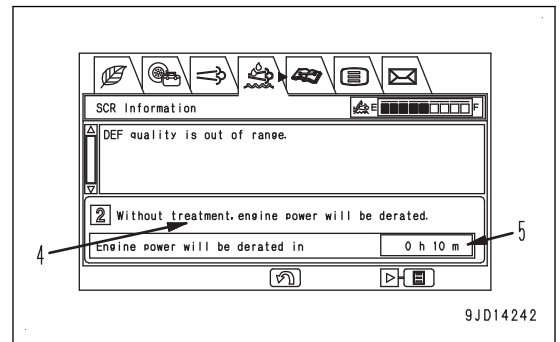 SCR Information
E F
DEF quality is out of range.
2 Without treatment, engine power will be derated.
Engine power will be derated in 0 h 10 m
4
5
9JD14242